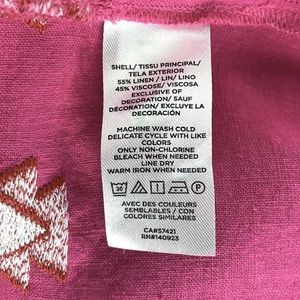 SHELL/ TISSU PRINCIPAL/
TELA EXTERIOR
55% LINEN / LIN/ LINO
45% VISCOSE/ VISCOSA
EXCLUSIVE OF
DECORATION/ SAUF
DÉCORATION/ EXCLUYE LA
DECORACIÓN
MACHINE WASH COLD
DELICATE CYCLE WITH LIKE
COLORS
ONLY NON-CHLORINE
BLEACH WHEN NEEDED
LINE DRY
WARM IRON WHEN NEEDED
30
AVEC DES COULEURS
SEMBLABLES / CON
COLORES SIMILARES
CA#57421
RN#140923